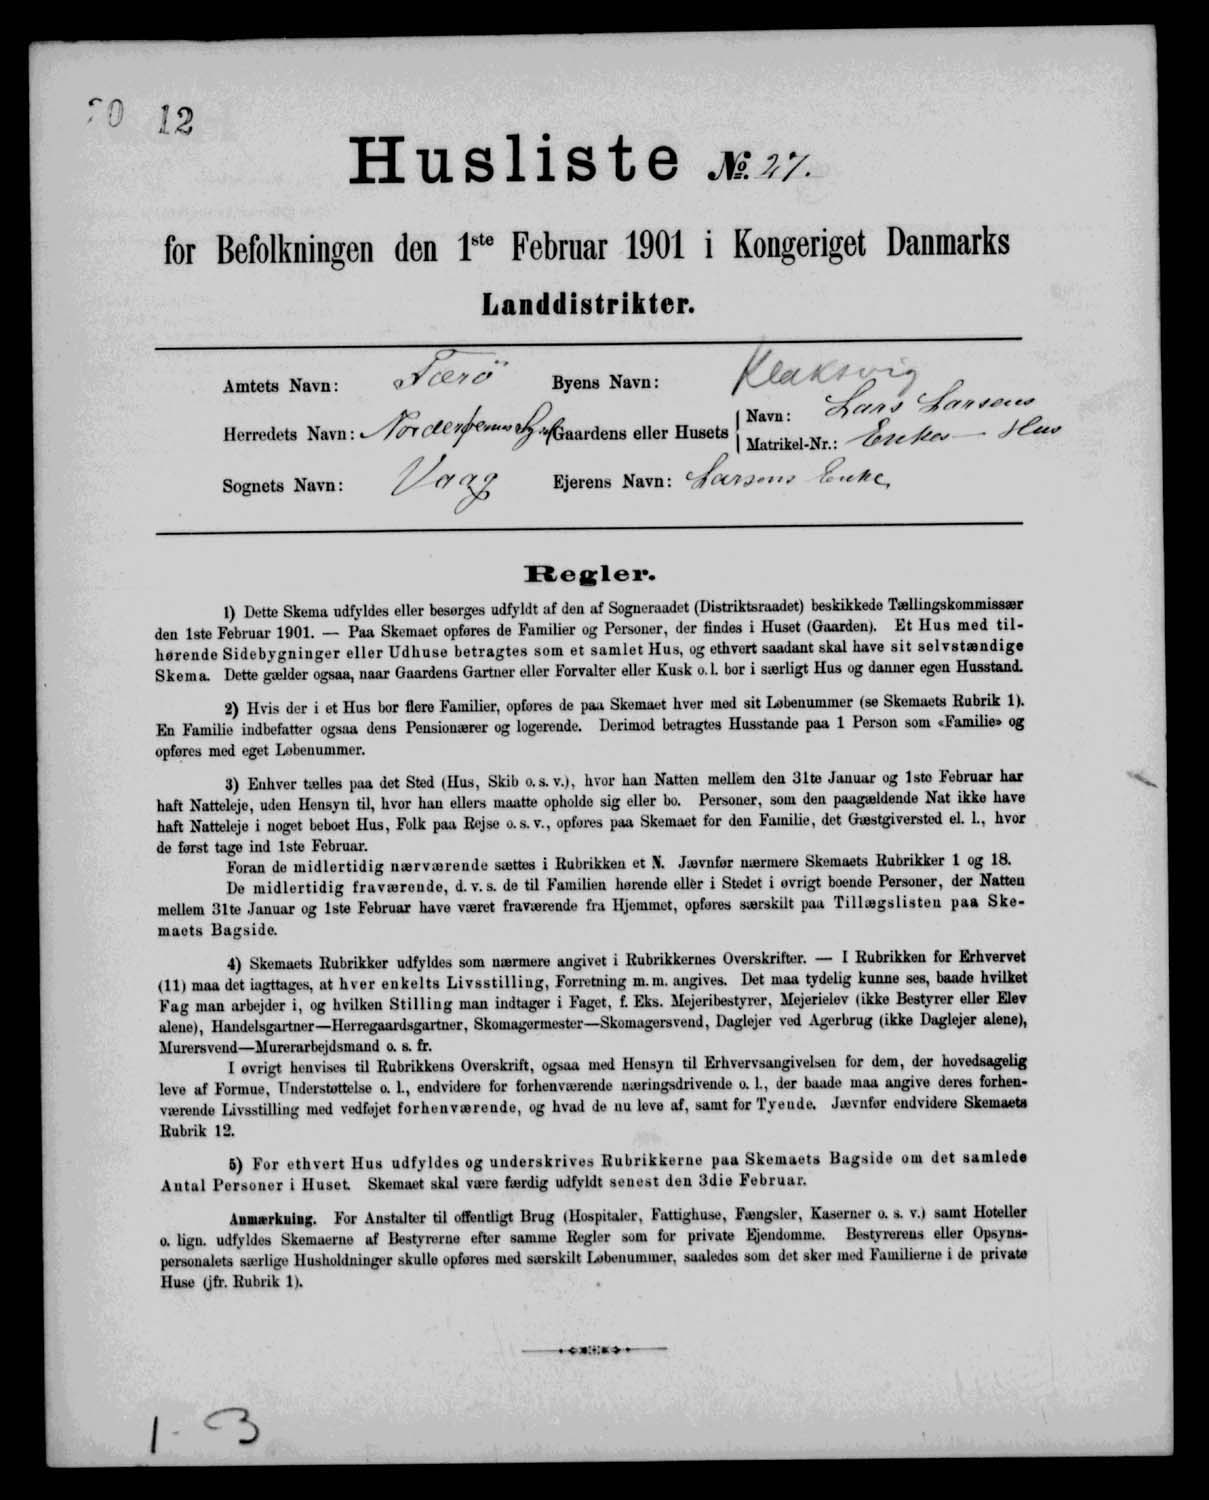 12
Husliste № 27.
for Befolkningen den 1ste Februar 1901 i Kongeriget Danmarks
Landdistrikter.
Amtets Navn: Færö Byens Navn: Klaksvig
Herredets Navn: Gaardens eller Husets Navn: Lars Larsens
Matrikel-Nr.: Enkes Hus
Sognets Navn: Vaag Ejerens Navn: Larsens Enke
Regler.
1) Dette Skema udfyldes eller besørges udfyldt af den af Sogneraadet (Distriktsraadet) beskikkede Tællingskommissær
den 1ste Februar 1901. — Paa Skemaet opføres de Familier og Personer, der findes i Huset (Gaarden). Et Hus med til-
hørende Sidebygninger eller Udhuse betragtes som et samlet Hus, og ethvert saadant skal have sit selvstændige
Skema. Dette gælder ogsaa, naar Gaardens Gartner eller Forvalter eller Kusk o. l. bor i særligt Hus og danner egen Husstand.
2) Hvis der i et Hus bor flere Familier, opføres de paa Skemaet hver med sit Løbenummer (se Skemaets Rubrik 1).
En Familie indbefatter ogsaa dens Pensionærer og logerende. Derimod betragtes Husstande paa 1 Person som «Familie» og
opføres med eget Løbenummer.
3) Enhver tælles paa det Sted (Hus, Skib o. s. v.), hvor han Natten mellem den 31te Januar og 1ste Februar har
haft Natteleje, uden Hensyn til, hvor han ellers maatte opholde sig eller bo. Personer, som den paagældende Nat ikke have
haft Natteleje i noget beboet Hus, Folk paa Rejse o. s. v., opføres paa Skemaet for den Familie, det Gæstgiversted el. l., hvor
de først tage ind 1ste Februar.
Foran de midlertidig nærværende sættes i Rubrikken et N. Jævnfør nærmere Skemaets Rubrikker 1 og 18.
De midlertidig fraværende, d. v. s. de til Familien hørende eller i Stedet i øvrigt boende Personer, der Natten
mellem 31te Januar og 1ste Februar have været fraværende fra Hjemmet, opføres særskilt paa Tillægslisten paa Ske-
maets Bagside.
4) Skemaets Rubrikker udfyldes som nærmere angivet i Rubrikkernes Overskrifter. — I Rubrikken for Erhvervet
(11) maa det iagttages, at hver enkelts Livsstilling, Forretning m. m. angives. Det maa tydelig kunne ses, baade hvilket
Fag man arbejder i, og hvilken Stilling man indtager i Faget, f. Eks. Mejeribestyrer, Mejerielev (ikke Bestyrer eller Elev
alene), Handelsgartner—Herregaardsgartner, Skomagermester—Skomagersvend, Daglejer ved Agerbrug (ikke Daglejer alene),
Murersvend—Murerarbejdsmand o. s. fr.
I øvrigt henvises til Rubrikkens Overskrift, ogsaa med Hensyn til Erhvervsangivelsen for dem, der hovedsagelig
leve af Formue, Understøttelse o. l., endvidere for forhenværende næringsdrivende o. l., der baade maa angive deres forhen-
værende Livsstilling med vedføjet forhenværende, og hvad de nu leve af, samt for Tyende. Jævnfør endvidere Skemaets
Rubrik 12.
5) For ethvert Hus udfyldes og underskrives Rubrikkerne paa Skemaets Bagside om det samlede
Antal Personer i Huset. Skemaet skal være færdig udfyldt senest den 3die Februar.
Anmærkning. For Anstalter til offentligt Brug (Hospitaler, Fattighuse, Fængsler, Kaserner o. s. v.) samt Hoteller
o. lign. udfyldes Skemaerne af Bestyrerne efter samme Regler som for private Ejendomme. Bestyrerens eller Opsyns-
personalets særlige Husholdninger skulle opføres med særskilt Løbenummer, saaledes som det sker med Familierne i de private
Huse (jfr. Rubrik 1).
1 - 3